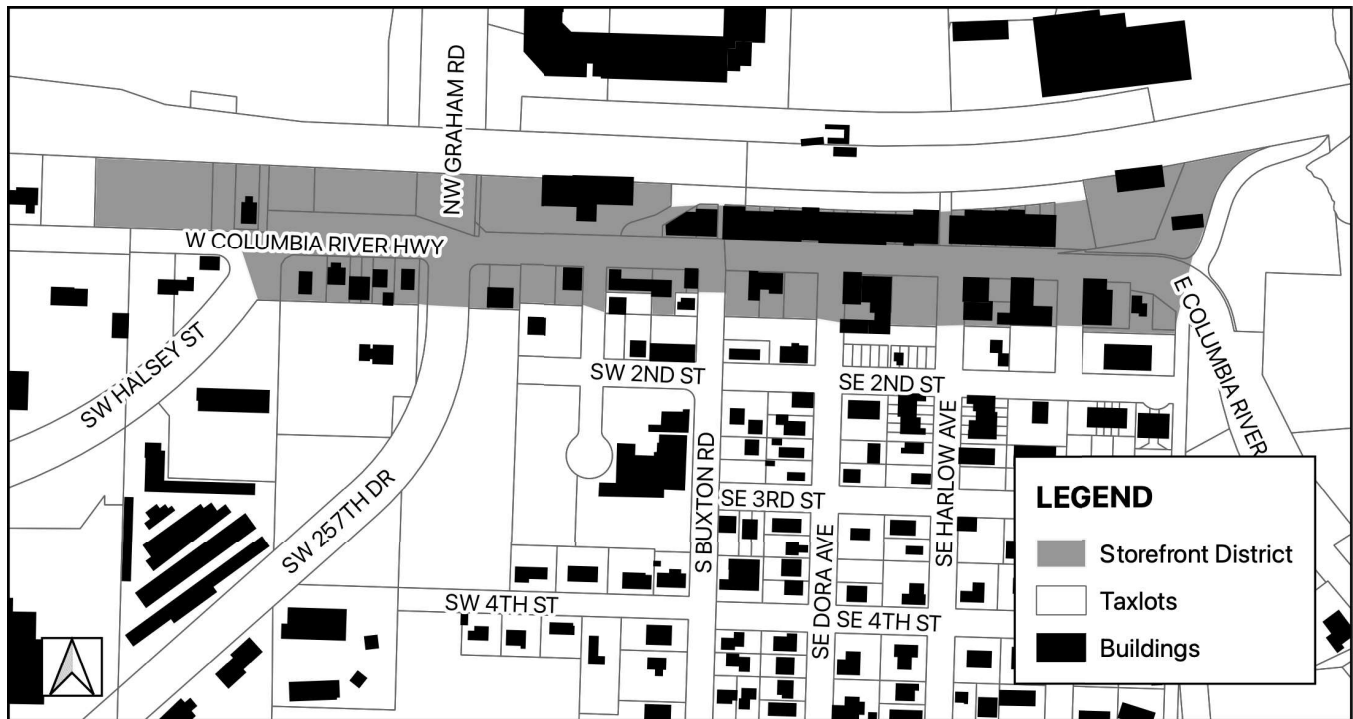 NW GRAHAM RD
W COLUMBIA RIVER HWY
E COLUMBIA RIVER
SW HALSEY ST
SW 2ND ST
SE 2ND ST
SE HARLOW AVE
S BUXTON RD
SW 257TH DR
SE 3RD ST
SE DORA AVE
SW 4TH ST
SE 4TH ST
LEGEND
Storefront District
Taxlots
Buildings